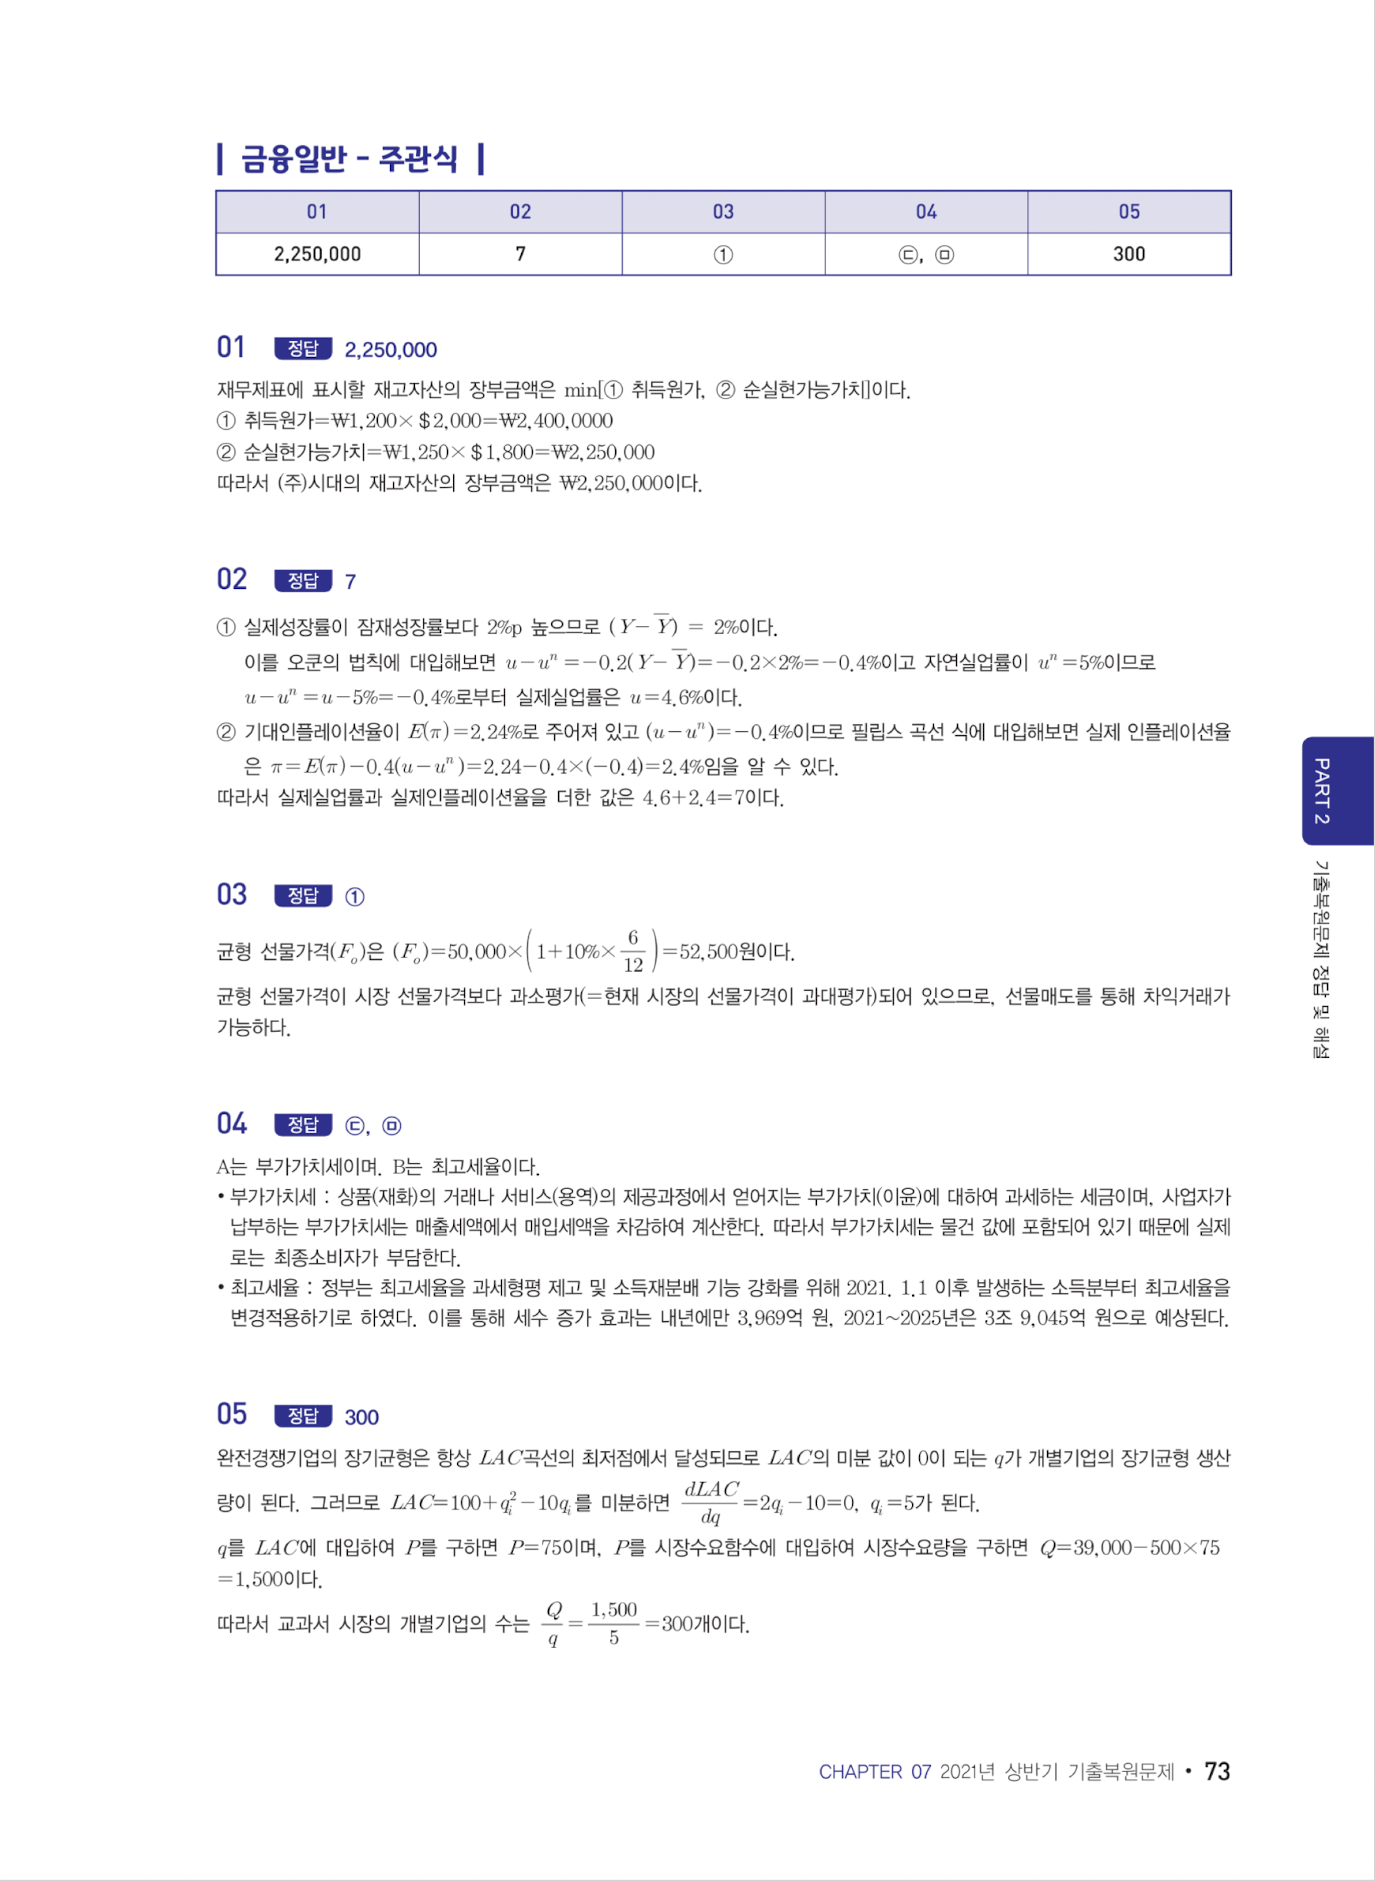 금융일반 - 주관식
01 02 03 04 05
2,250,000 7 ① ㉢, ㉤ 300
01 정답 2,250,000
재무제표에 표시할 재고자산의 장부금액은 min[① 취득원가, ② 순실현가능가치]이다.
① 취득원가=₩1,200×$2,000=₩2,400,0000
② 순실현가능가치=₩1,250×$1,800=₩2,250,000
따라서 (주)시대의 재고자산의 장부금액은 ₩2,250,000이다.
02 정답 7
① 실제성장률이 잠재성장률보다 2%p 높으므로 (Y−Y̅) = 2%이다.
이를 오쿤의 법칙에 대입해보면 u−uⁿ=−0.2(Y−Y̅)=−0.2×2%=−0.4%이고 자연실업률이 uⁿ=5%이므로
u−uⁿ=u−5%=−0.4%로부터 실제실업률은 u=4.6%이다.
② 기대인플레이션율이 E(π)=2.24%로 주어져 있고 (u−uⁿ)=−0.4%이므로 필립스 곡선 식에 대입해보면 실제 인플레이션율
은 π=E(π)−0.4(u−uⁿ)=2.24−0.4×(−0.4)=2.4%임을 알 수 있다.
따라서 실제실업률과 실제인플레이션율을 더한 값은 4.6+2.4=7이다.
03 정답 ①
균형 선물가격(Fₒ)은 (Fₒ)=50,000×(1+10%×6/12)=52,500원이다.
균형 선물가격이 시장 선물가격보다 과소평가(=현재 시장의 선물가격이 과대평가)되어 있으므로, 선물매도를 통해 차익거래가
가능하다.
04 정답 ㉢, ㉤
A는 부가가치세이며, B는 최고세율이다.
• 부가가치세 : 상품(재화)의 거래나 서비스(용역)의 제공과정에서 얻어지는 부가가치(이윤)에 대하여 과세하는 세금이며, 사업자가
납부하는 부가가치세는 매출세액에서 매입세액을 차감하여 계산한다. 따라서 부가가치세는 물건 값에 포함되어 있기 때문에 실제
로는 최종소비자가 부담한다.
• 최고세율 : 정부는 최고세율을 과세형평 제고 및 소득재분배 기능 강화를 위해 2021. 1.1 이후 발생하는 소득분부터 최고세율을
변경적용하기로 하였다. 이를 통해 세수 증가 효과는 내년에만 3,969억 원, 2021~2025년은 3조 9,045억 원으로 예상된다.
05 정답 300
완전경쟁기업의 장기균형은 항상 LAC곡선의 최저점에서 달성되므로 LAC의 미분 값이 0이 되는 q가 개별기업의 장기균형 생산
량이 된다. 그러므로 LAC=100+qᵢ²−10qᵢ를 미분하면 dLAC/dq=2qᵢ−10=0, qᵢ=5가 된다.
q를 LAC에 대입하여 P를 구하면 P=75이며, P를 시장수요함수에 대입하여 시장수요량을 구하면 Q=39,000−500×75
=1,500이다.
따라서 교과서 시장의 개별기업의 수는 Q/q=1,500/5=300개이다.
PART 2
기출복원문제 정답 및 해설
CHAPTER 07 2021년 상반기 기출복원문제 • 73